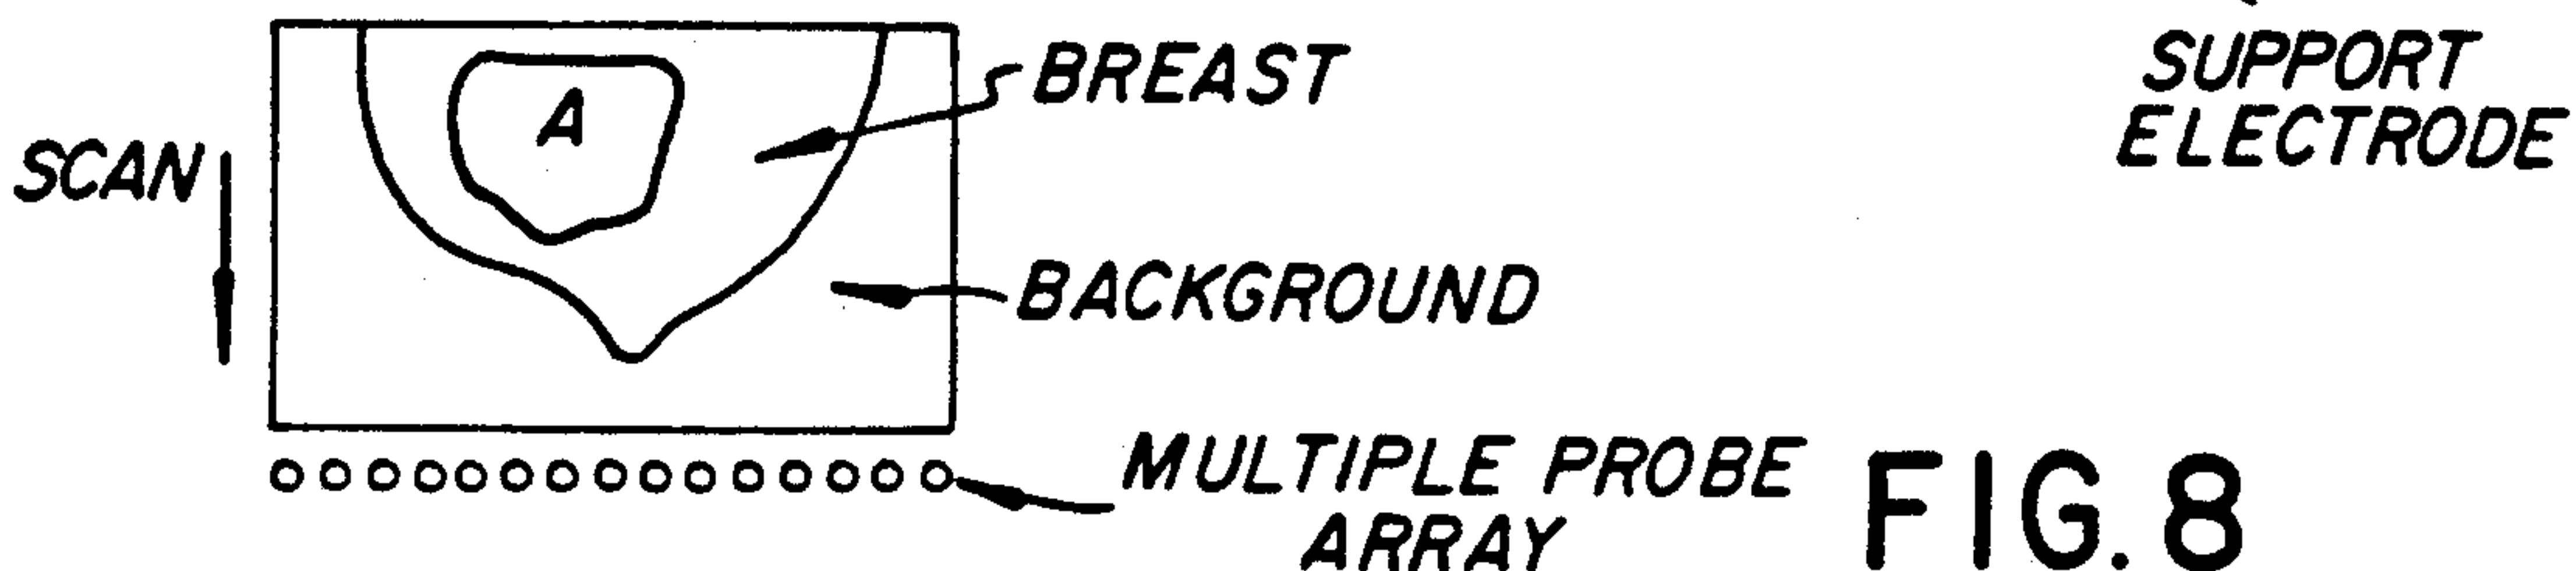 SUPPORT
ELECTRODE
BREAST
A
SCAN
BACKGROUND
MULTIPLE PROBE
ARRAY
FIG. 8